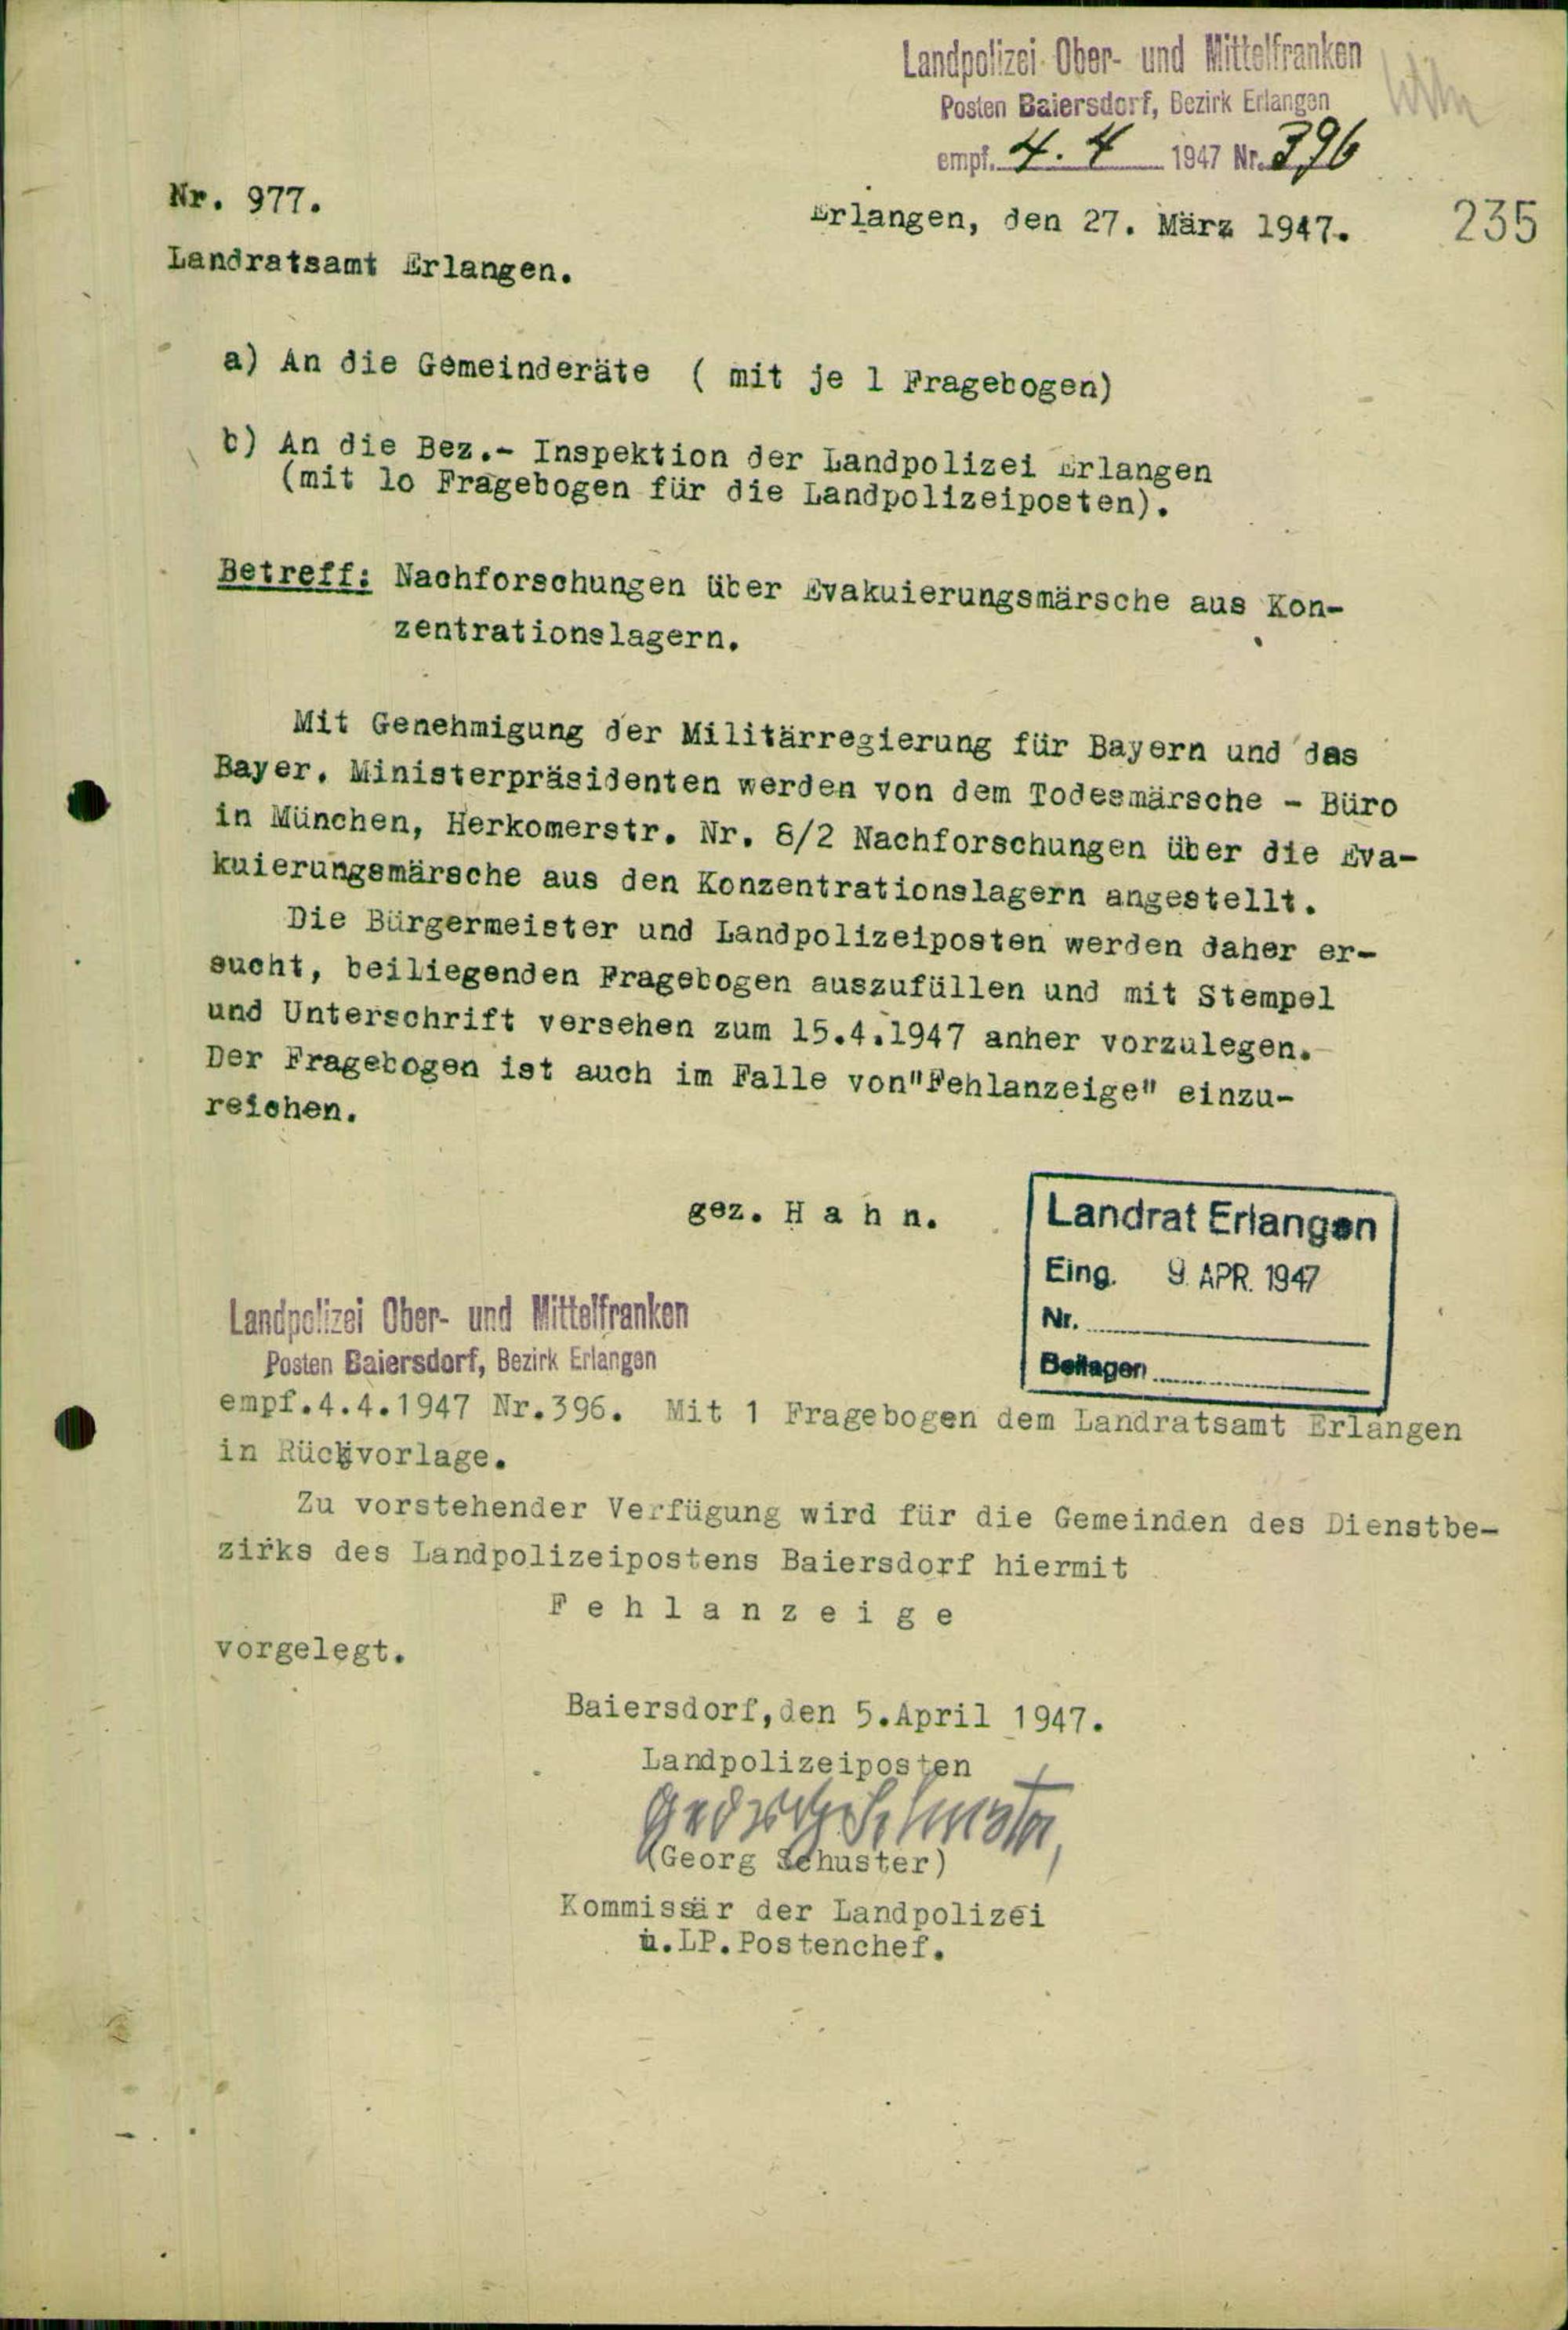 Landpolizei Ober- und Mittelfranken
Posten Baiersdorf, Bezirk Erlangen
empf. 4. 4 1947 Nr. 396
Nr. 977.
Erlangen, den 27. März 1947.
235
Landratsamt Erlangen.
a) An die Gemeinderäte ( mit je 1 Fragebogen)
b) An die Bez.- Inspektion der Landpolizei Erlangen
(mit 1o Fragebogen für die Landpolizeiposten).
Betreff: Nachforschungen über Evakuierungsmärsche aus Kon-
zentrationslagern.
Mit Genehmigung der Militärregierung für Bayern und des
Bayer. Ministerpräsidenten werden von dem Todesmärsche - Büro
in München, Herkomerstr. Nr. 8/2 Nachforschungen über die Eva-
kuierungsmärsche aus den Konzentrationslagern angestellt.
Die Bürgermeister und Landpolizeiposten werden daher er-
sucht, beiliegenden Fragebogen auszufüllen und mit Stempel
und Unterschrift versehen zum 15.4.1947 anher vorzulegen.
Der Fragebogen ist auch im Falle von"Fehlanzeige" einzu-
reichen.
gez. H a h n.
Landrat Erlangen
Eing. 9. APR. 1947
Nr.
Beilagen
Landpolizei Ober- und Mittelfranken
Posten Baiersdorf, Bezirk Erlangen
empf.4.4.1947 Nr.396. Mit 1 Fragebogen dem Landratsamt Erlangen
in Rückvorlage.
Zu vorstehender Verfügung wird für die Gemeinden des Dienstbe-
zirks des Landpolizeipostens Baiersdorf hiermit
F e h l a n z e i g e
vorgelegt.
Baiersdorf,den 5.April 1947.
Landpolizeiposten
Georg Schuster
(Georg Schuster)
Kommissär der Landpolizei
u.LP.Postenchef.